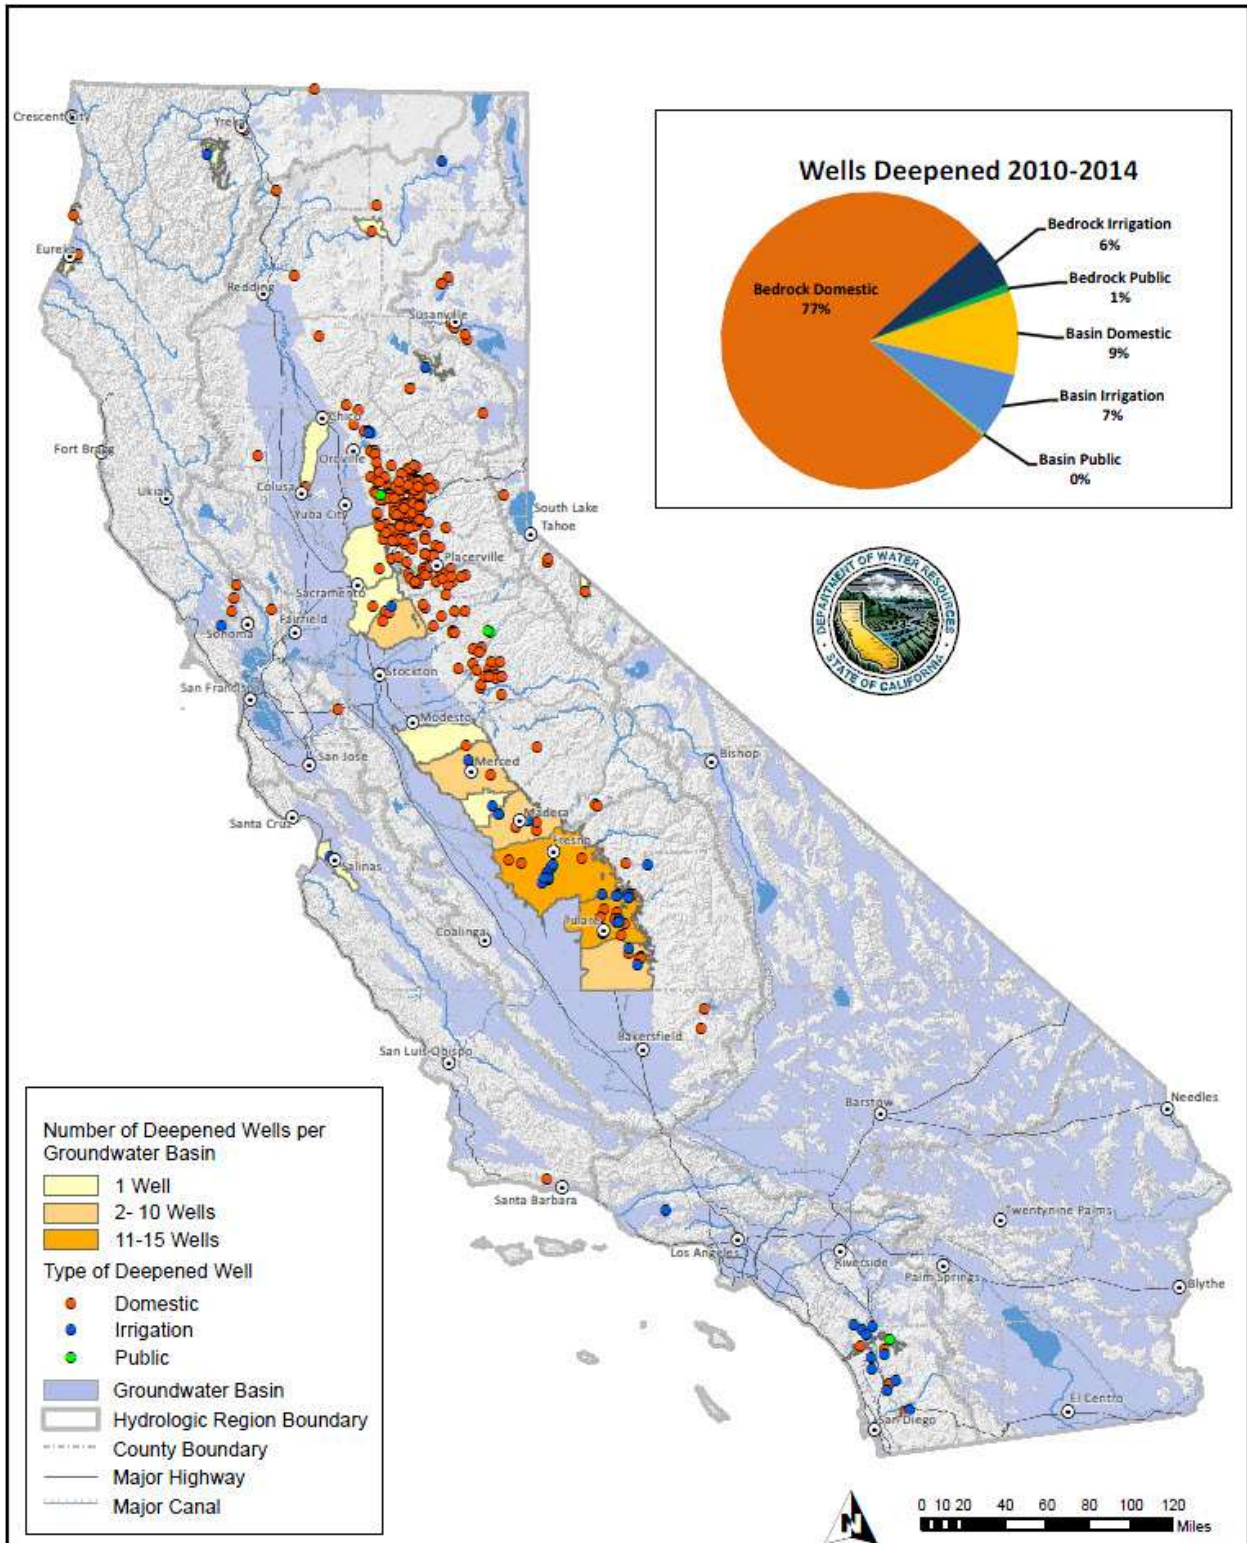 Crescent City
Yreka
Eureka
Redding
Susanville
Chico
Fort Bragg
Oroville
Ukiah
Colusa
Yuba City
South Lake
Tahoe
Placerville
Sacramento
Sonoma
Fairfield
San Francisco
Stockton
Modesto
San Jose
Merced
Bishop
Santa Cruz
Madera
Salinas
Fresno
Coalinga
Tulare
San Luis Obispo
Bakersfield
Barstow
Needles
Santa Barbara
Twentynine Palms
Los Angeles
Riverside
Palm Springs
Blythe
El Centro
San Diego
Wells Deepened 2010-2014
Bedrock Domestic
77%
Bedrock Irrigation
6%
Bedrock Public
1%
Basin Domestic
9%
Basin Irrigation
7%
Basin Public
0%
DEPARTMENT OF WATER RESOURCES
STATE OF CALIFORNIA
Number of Deepened Wells per
Groundwater Basin
1 Well
2- 10 Wells
11-15 Wells
Type of Deepened Well
Domestic
Irrigation
Public
Groundwater Basin
Hydrologic Region Boundary
County Boundary
Major Highway
Major Canal
N
0 10 20 40 60 80 100 120
Miles